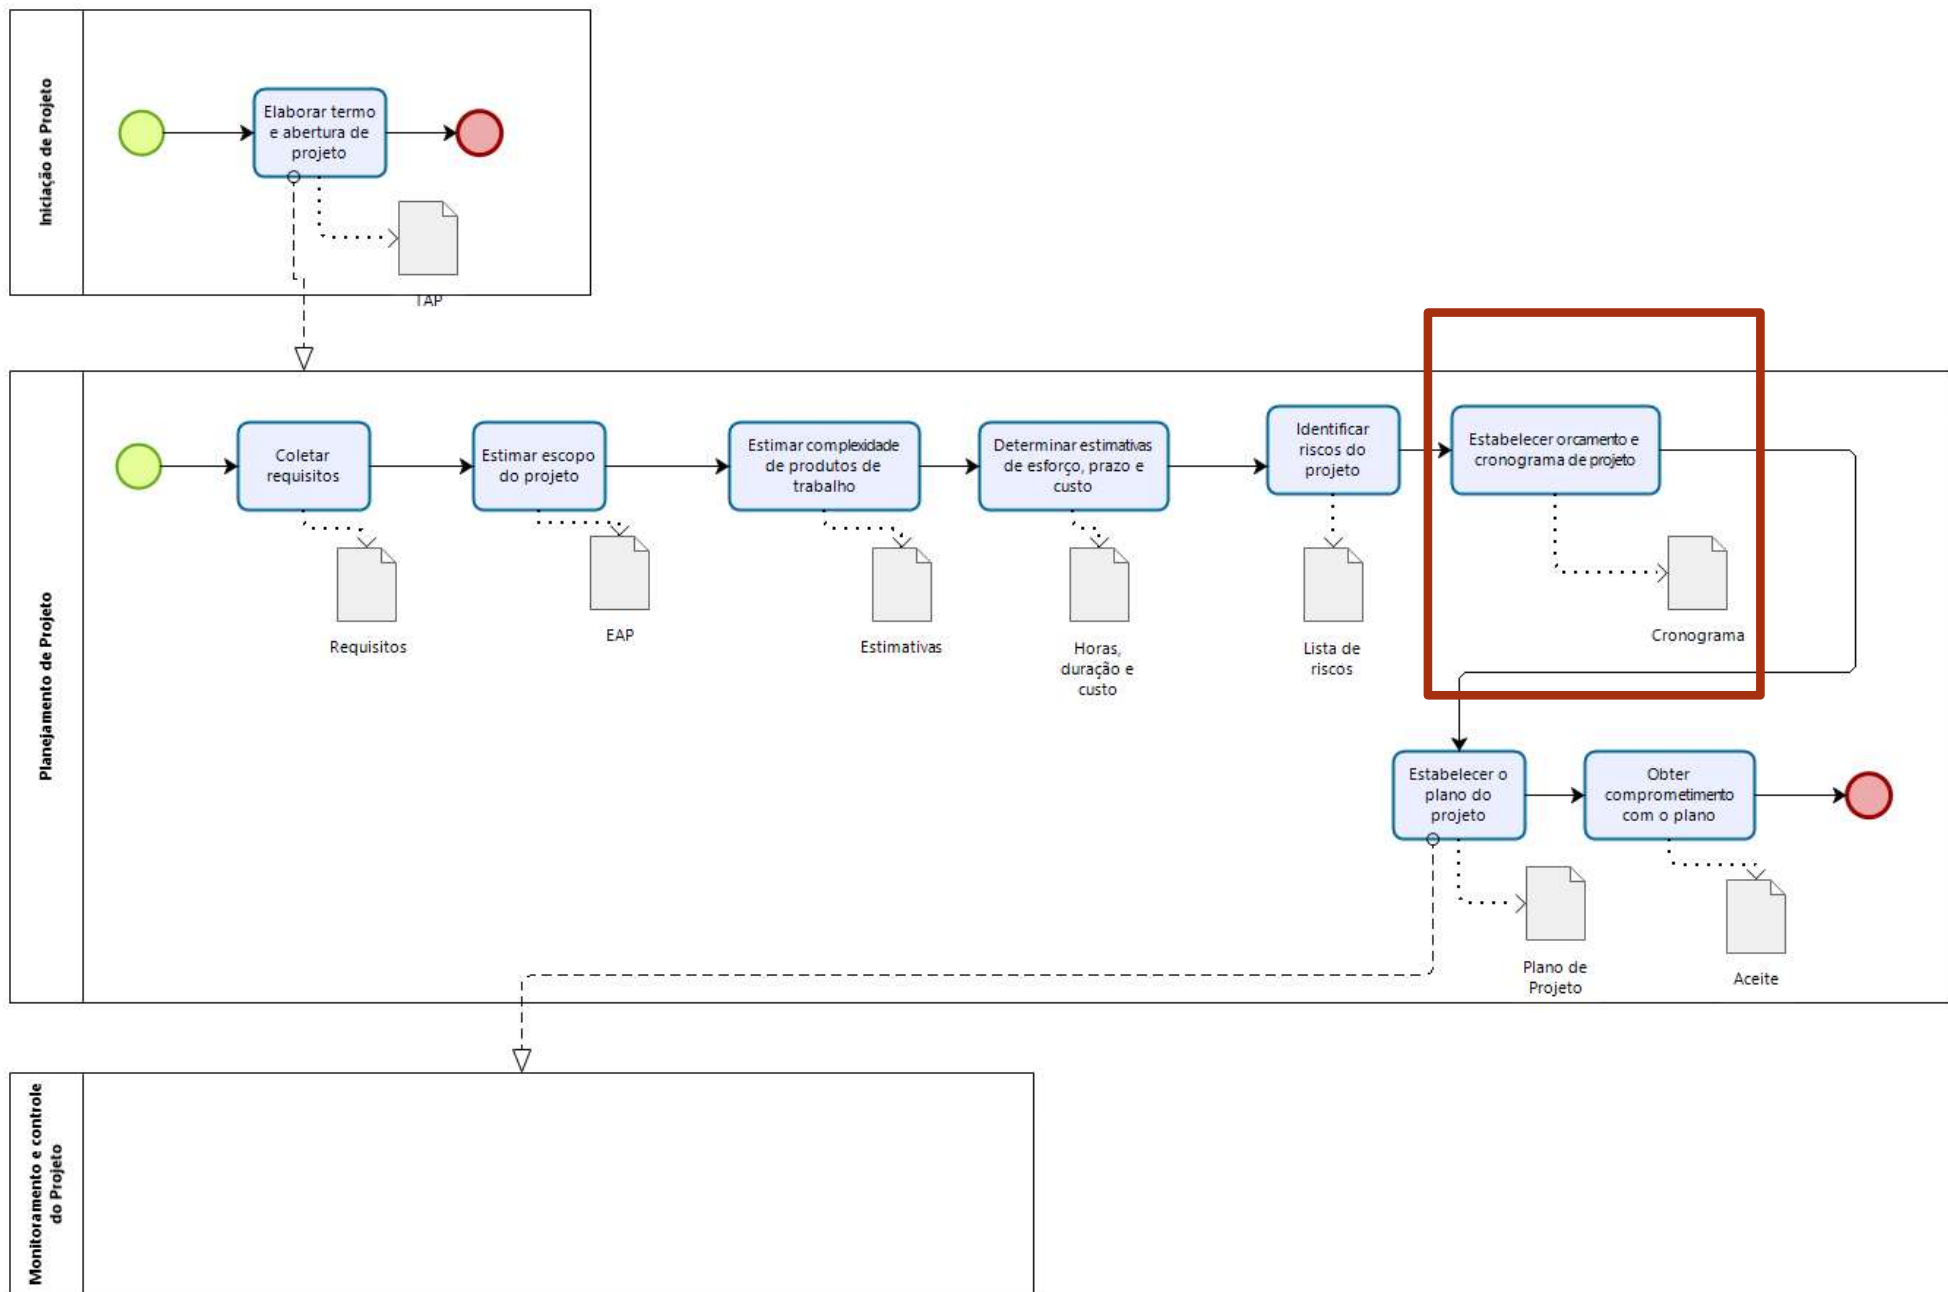 Iniciação de Projeto
Elaborar termo
e abertura de
projeto
TAP
Planejamento de Projeto
Coletar
requisitos
Requisitos
Estimar escopo
do projeto
EAP
Estimar complexidade
de produtos de
trabalho
Estimativas
Determinar estimativas
de esforço, prazo e
custo
Horas,
duração e
custo
Identificar
riscos do
projeto
Lista de
riscos
Estabelecer orcamento e
cronograma de projeto
Cronograma
Estabelecer o
plano do
projeto
Plano de
Projeto
Obter
comprometimento
com o plano
Aceite
Monitoramento e controle
do Projeto